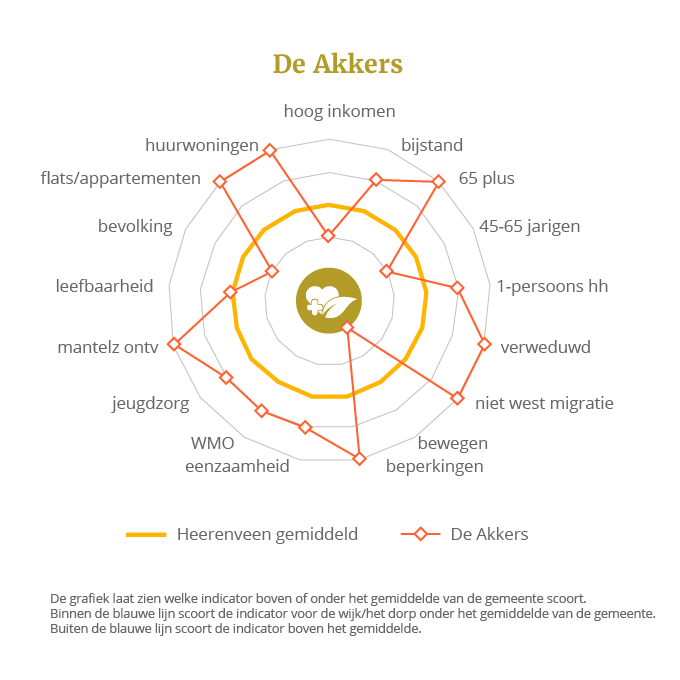 De Akkers
hoog inkomen
huurwoningen
bijstand
flats/appartementen
65 plus
bevolking
45-65 jarigen
leefbaarheid
1-persoons hh
mantelz ontv
verweduwd
jeugdzorg
niet west migratie
WMO
bewegen
eenzaamheid
beperkingen
Heerenveen gemiddeld
De Akkers
De grafiek laat zien welke indicator boven of onder het gemiddelde van de gemeente scoort.
Binnen de blauwe lijn scoort de indicator voor de wijk/het dorp onder het gemiddelde van de gemeente.
Buiten de blauwe lijn scoort de indicator boven het gemiddelde.